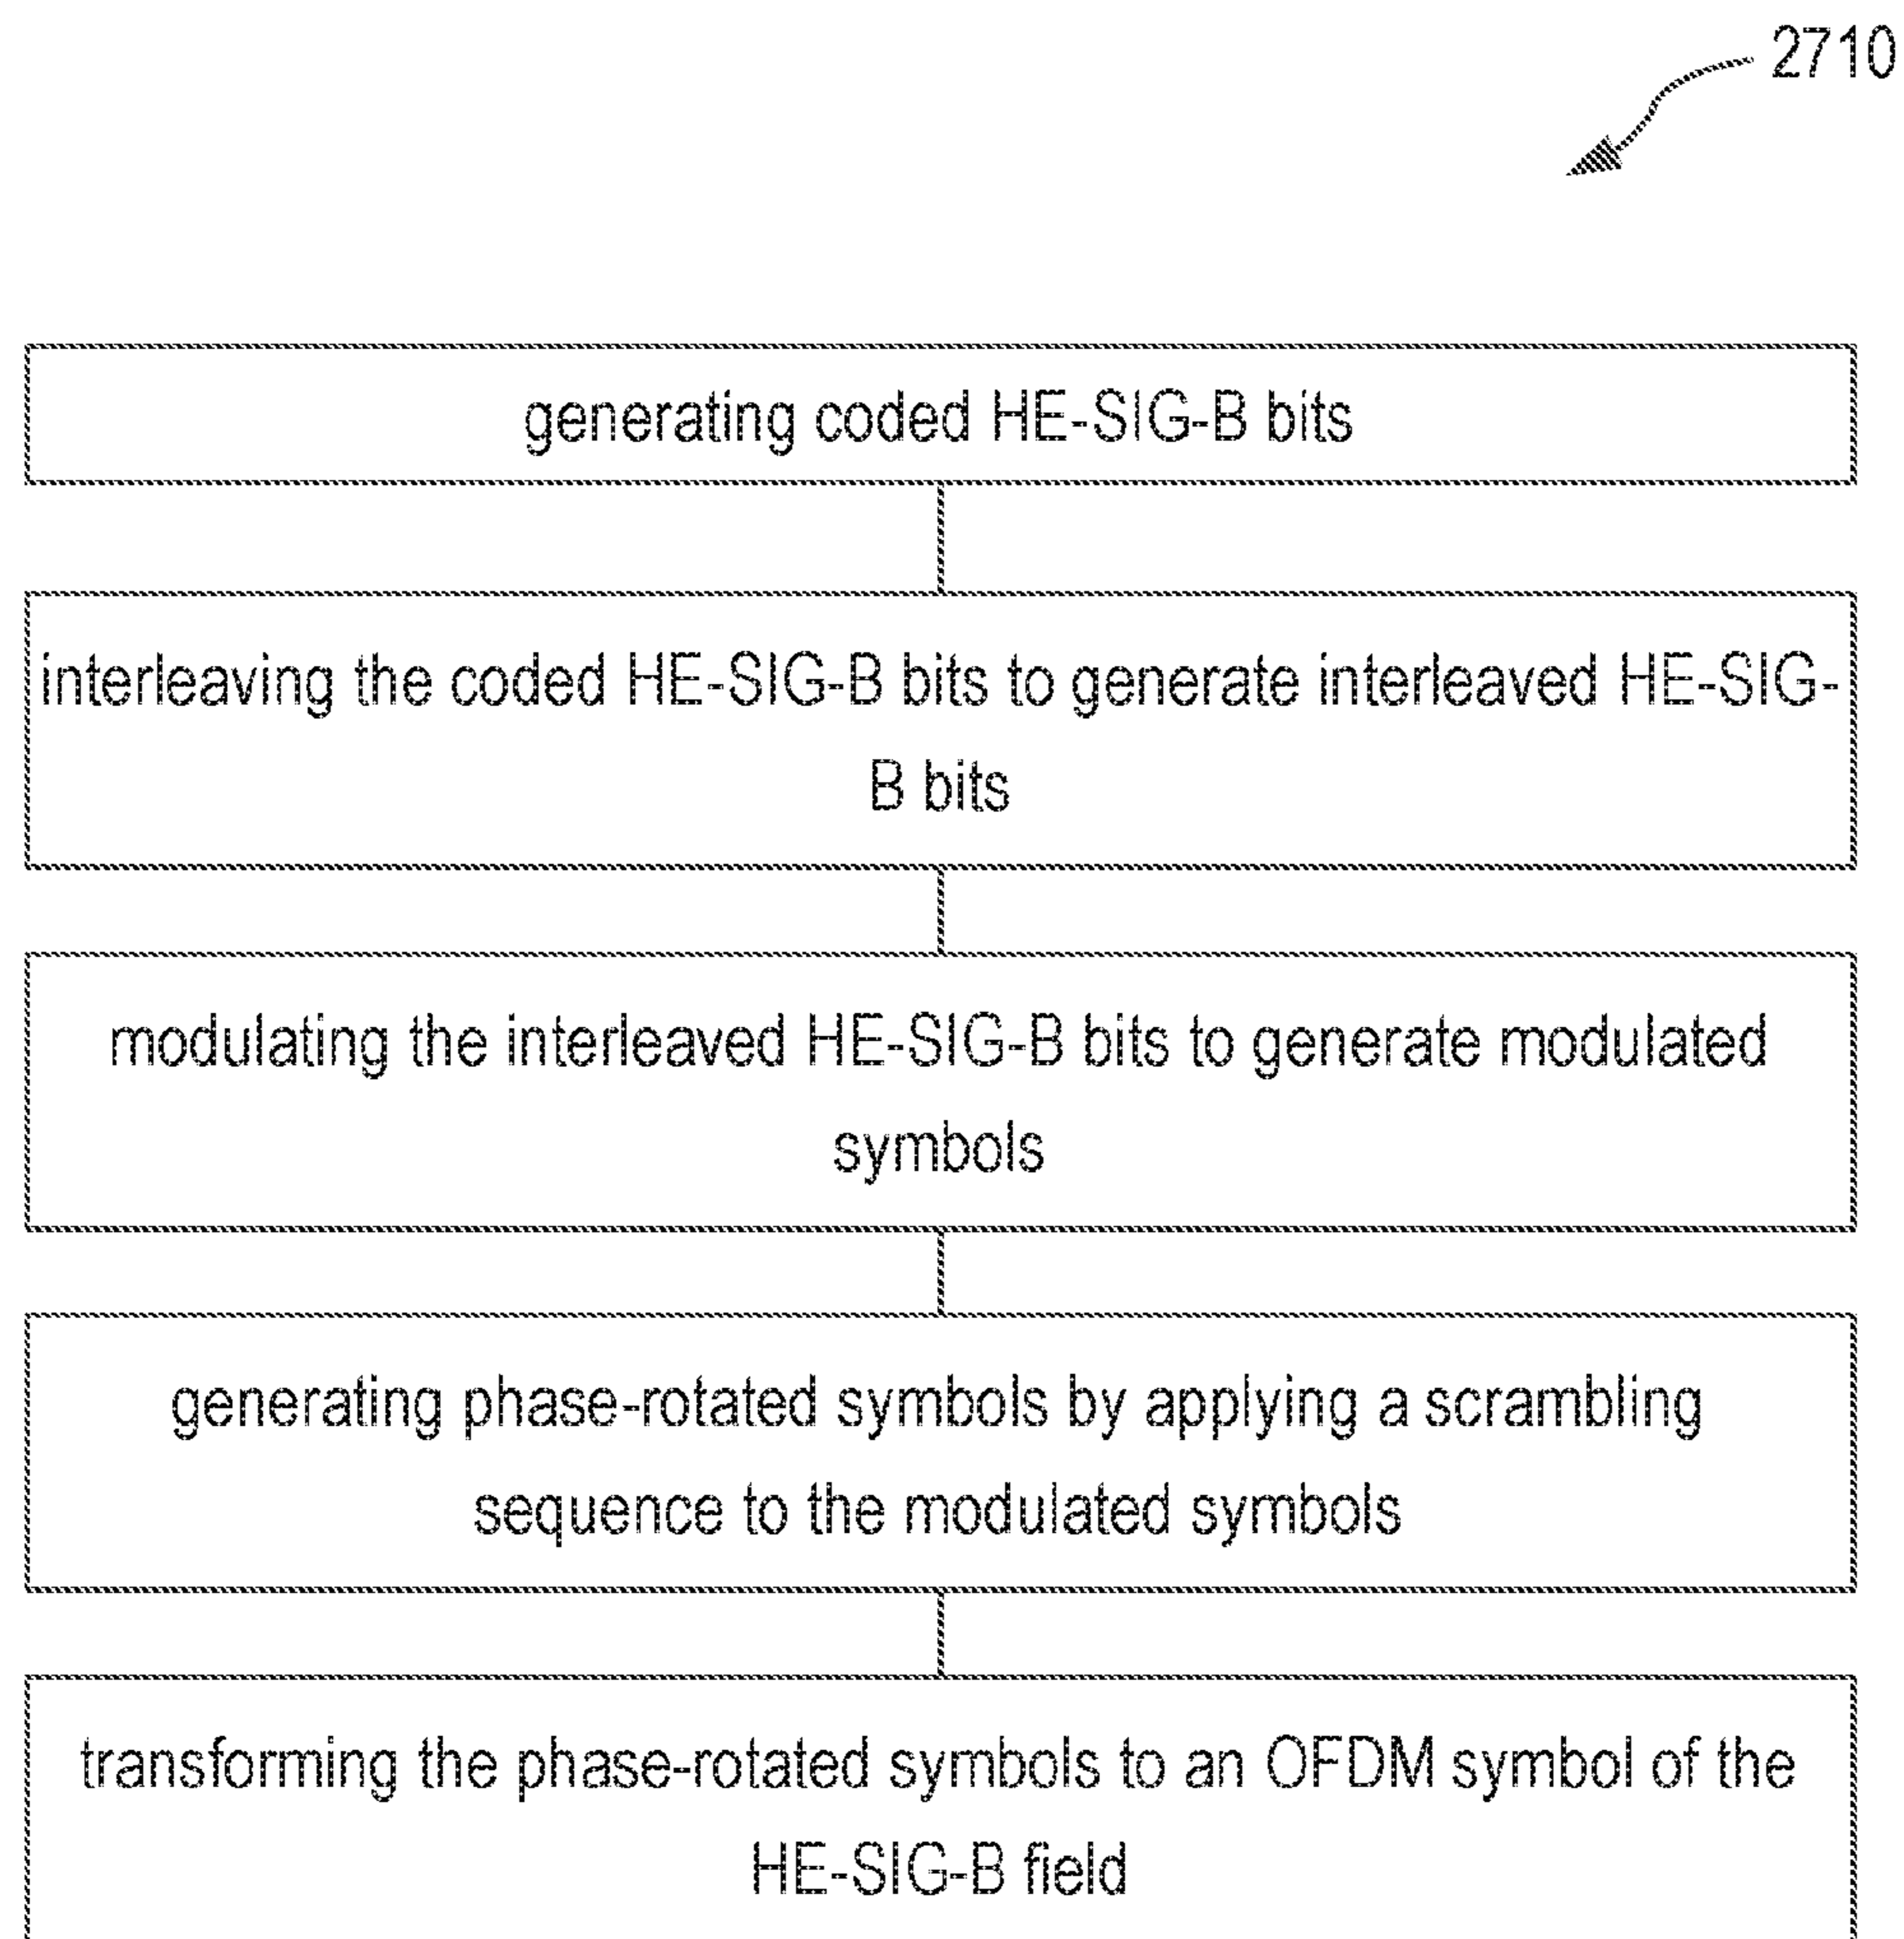 2710
generating coded HE-SIG-B bits
interleaving the coded HE-SIG-B bits to generate interleaved HE-SIG-
B bits
modulating the interleaved HE-SIG-B bits to generate modulated
symbols
generating phase-rotated symbols by applying a scrambling
sequence to the modulated symbols
transforming the phase-rotated symbols to an OFDM symbol of the
HE-SIG-B field